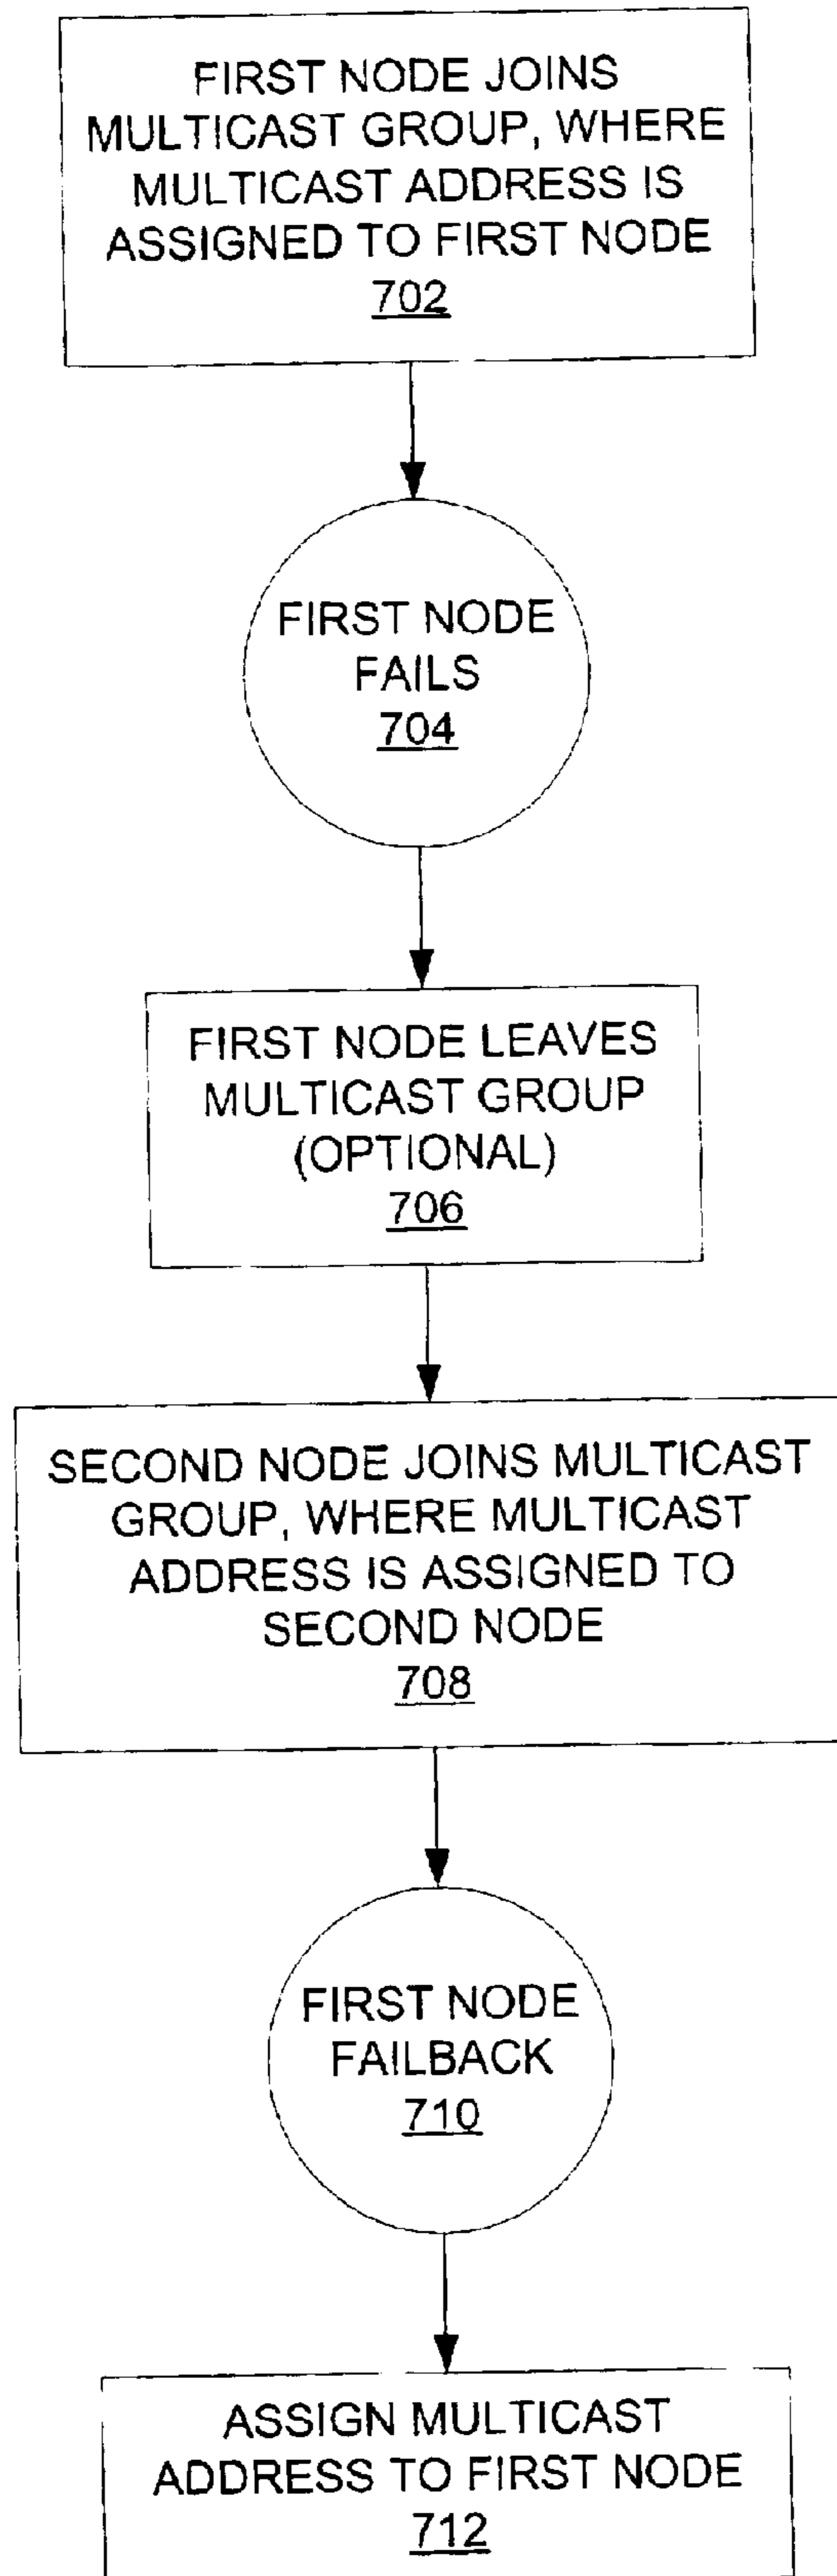 FIRST NODE JOINS
MULTICAST GROUP, WHERE
MULTICAST ADDRESS IS
ASSIGNED TO FIRST NODE
702
FIRST NODE
FAILS
704
FIRST NODE LEAVES
MULTICAST GROUP
(OPTIONAL)
706
SECOND NODE JOINS MULTICAST
GROUP, WHERE MULTICAST
ADDRESS IS ASSIGNED TO
SECOND NODE
708
FIRST NODE
FAILBACK
710
ASSIGN MULTICAST
ADDRESS TO FIRST NODE
712